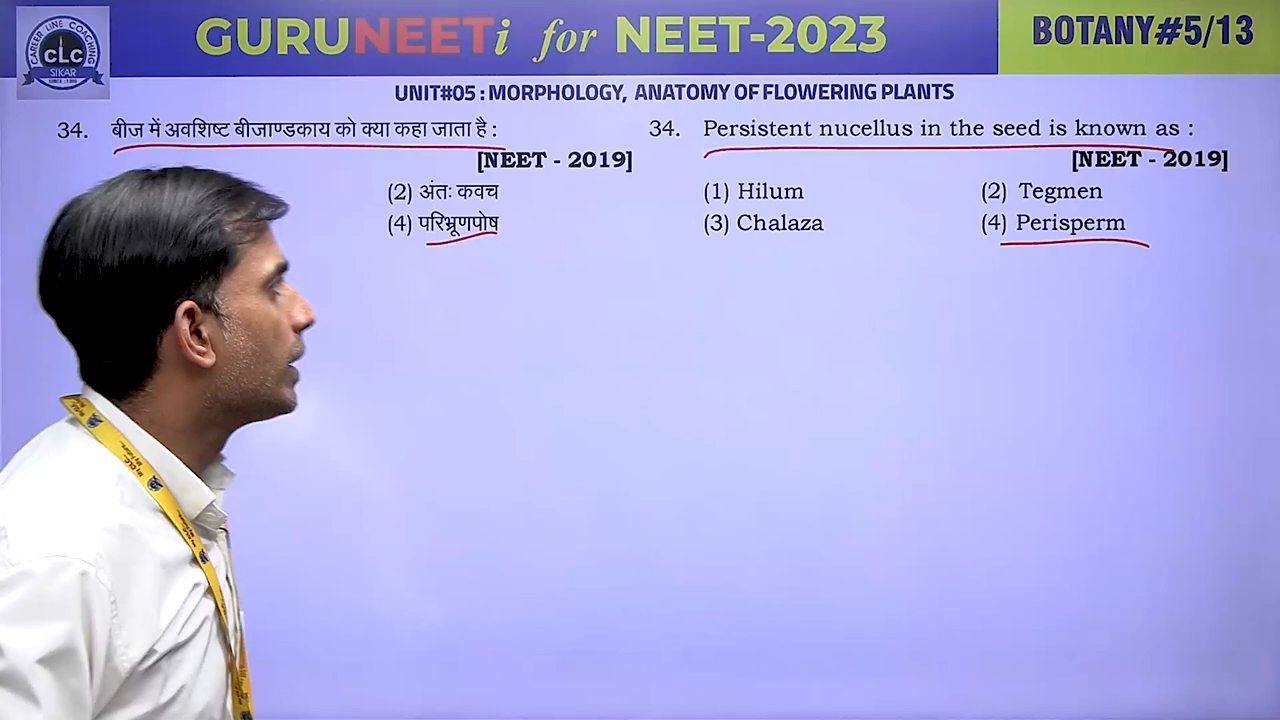 GURUNEETi for NEET-2023
BOTANY#5/13
CAREER LINE COACHING
CLC
SIKAR
UNIT#05 : MORPHOLOGY, ANATOMY OF FLOWERING PLANTS
34. बीज में अवशिष्ट बीजाण्डकाय को क्या कहा जाता है :
[NEET - 2019]
(2) अंतः कवच
(4) परिभ्रूणपोष
34. Persistent nucellus in the seed is known as :
[NEET - 2019]
(1) Hilum (2) Tegmen
(3) Chalaza (4) Perisperm